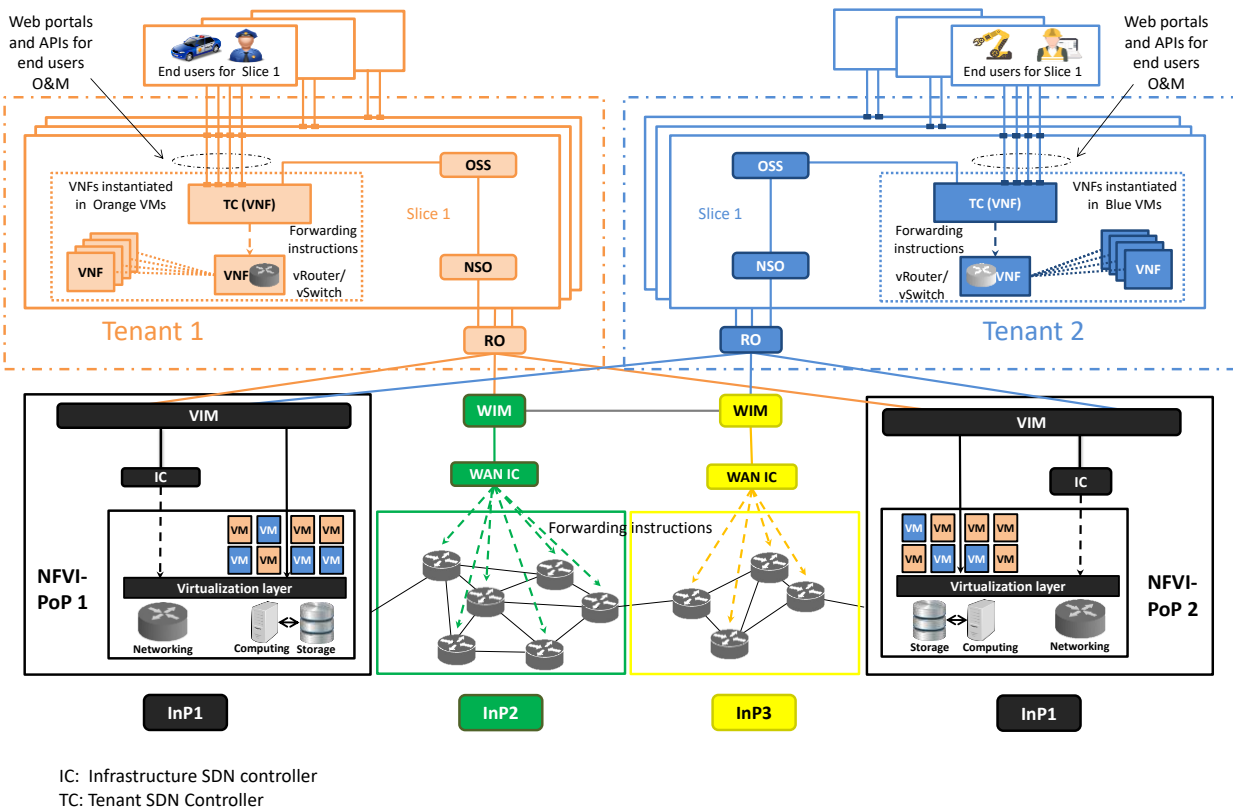 Web portals
and APIs for
end users
O&M
End users for Slice 1
End users for Slice 1
Web portals
and APIs for
end users
O&M
VNFs instantiated
in Orange VMs
TC (VNF)
Forwarding
instructions
VNF
VNF
vRouter/
vSwitch
OSS
Slice 1
NSO
Tenant 1
RO
OSS
Slice 1
NSO
TC (VNF)
VNFs instantiated
in Blue VMs
Forwarding
instructions
vRouter/
vSwitch
VNF
VNF
RO
Tenant 2
VIM
WIM
WIM
VIM
IC
WAN IC
WAN IC
IC
Forwarding instructions
VM VM VM VM
VM VM VM VM
Virtualization layer
NFVI-
PoP 1
Networking
Computing
Storage
VM VM VM VM
VM VM VM VM
Virtualization layer
NFVI-
PoP 2
Storage
Computing
Networking
InP1
InP2
InP3
InP1
IC: Infrastructure SDN controller
TC: Tenant SDN Controller